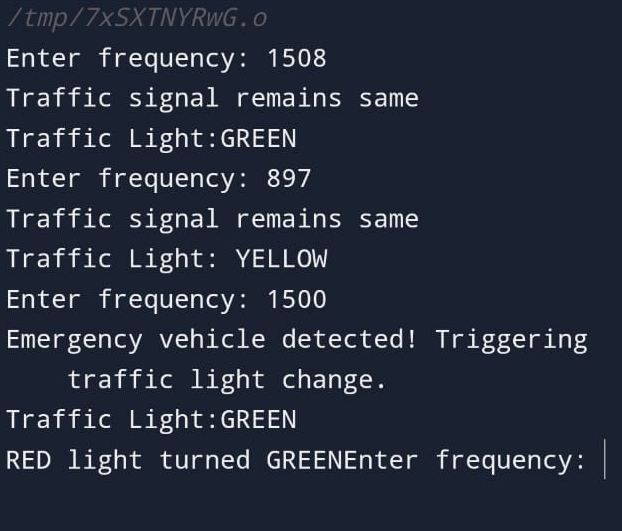 /tmp/7xSXTNYRwG.o
Enter frequency: 1508
Traffic signal remains same
Traffic Light:GREEN
Enter frequency: 897
Traffic signal remains same
Traffic Light: YELLOW
Enter frequency: 1500
Emergency vehicle detected! Triggering
traffic light change.
Traffic Light:GREEN
RED light turned GREENEnter frequency: